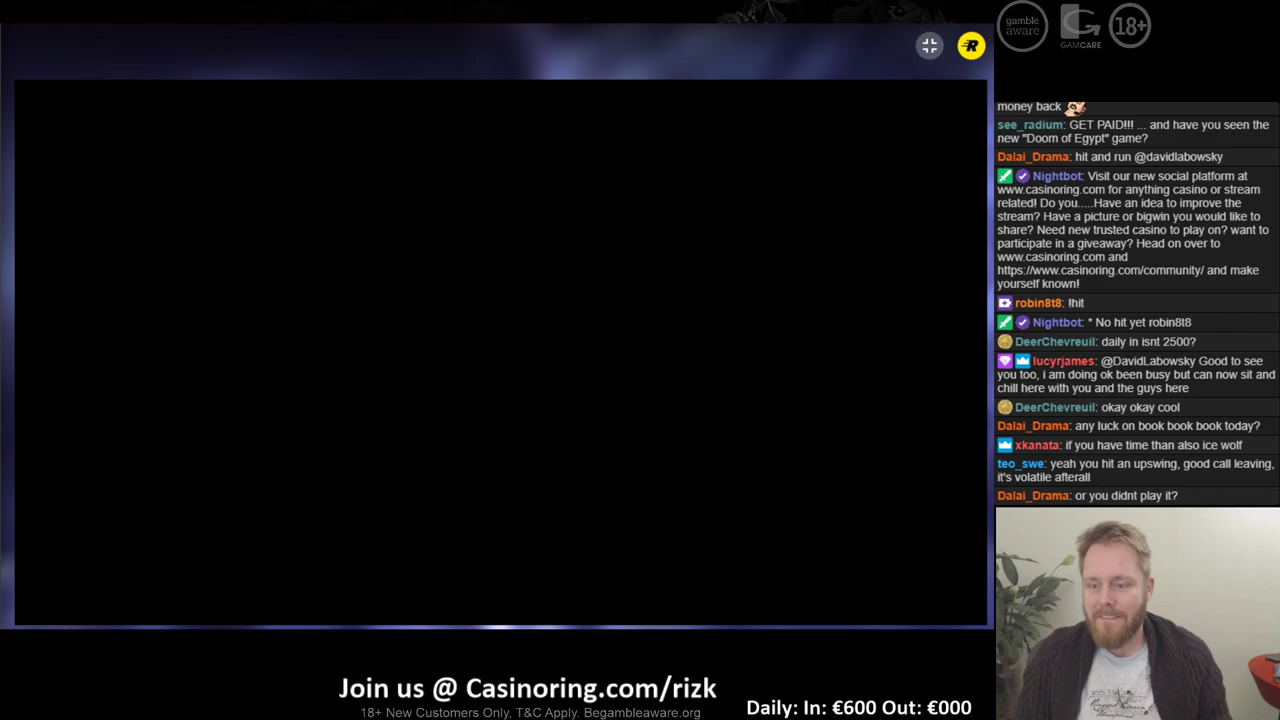 gamble
aware
GAMCARE
18+
R
money back
see_radium: GET PAID!!! ... and have you seen the
new "Doom of Egypt" game?
Dalai_Drama: hit and run @davidlabowsky
Nightbot: Visit our new social platform at
www.casinoring.com for anything casino or stream
related! Do you.....Have an idea to improve the
stream? Have a picture or bigwin you would like to
share? Need new trusted casino to play on? want to
participate in a giveaway? Head on over to
www.casinoring.com and
https://www.casinoring.com/community/ and make
yourself known!
robin8t8: !hit
Nightbot: * No hit yet robin8t8
DeerChevreuil: daily in isnt 2500?
lucyrjames: @DavidLabowsky Good to see
you too, i am doing ok been busy but can now sit and
chill here with you and the guys here
DeerChevreuil: okay okay cool
Dalai_Drama: any luck on book book book today?
xkanata: if you have time than also ice wolf
teo_swe: yeah you hit an upswing, good call leaving,
it's volatile afterall
Dalai_Drama: or you didnt play it?
Join us @ Casinoring.com/rizk
18+ New Customers Only, T&C Apply. Begambleaware.org
Daily: In: €600 Out: €000